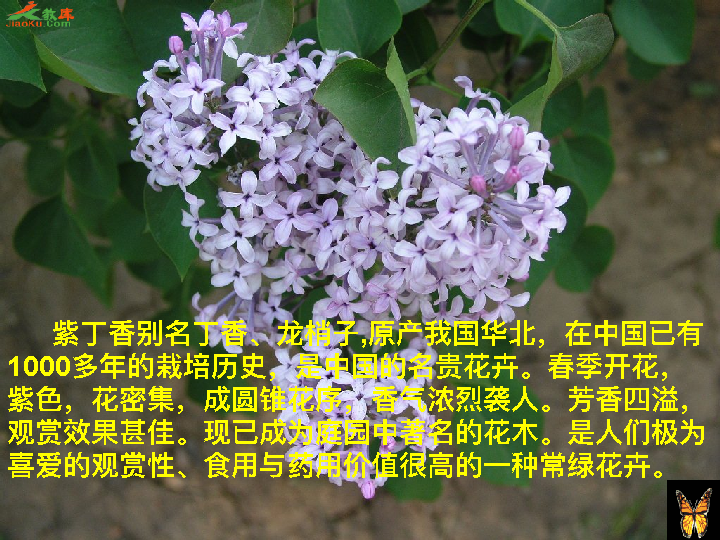 教库
JiaoKu.Com
紫丁香别名丁香、龙梢子,原产我国华北，在中国已有
1000多年的栽培历史，是中国的名贵花卉。春季开花，
紫色，花密集，成圆锥花序，香气浓烈袭人。芳香四溢，
观赏效果甚佳。现已成为庭园中著名的花木。是人们极为
喜爱的观赏性、食用与药用价值很高的一种常绿花卉。